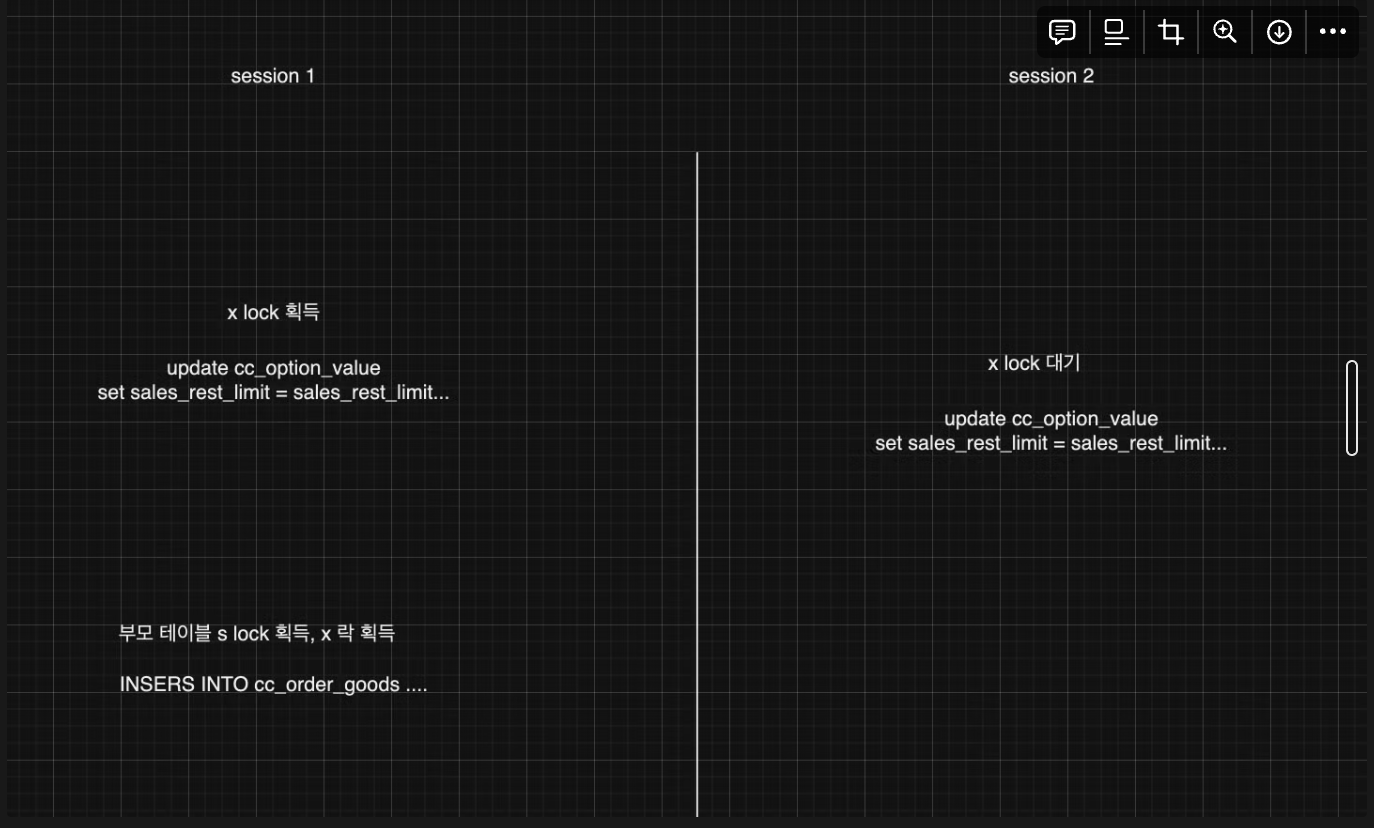 session 1
session 2
x lock 획득
update cc_option_value
set sales_rest_limit = sales_rest_limit...
x lock 대기
update cc_option_value
set sales_rest_limit = sales_rest_limit...
부모 테이블 s lock 획득, x 락 획득
INSERS INTO cc_order_goods ....